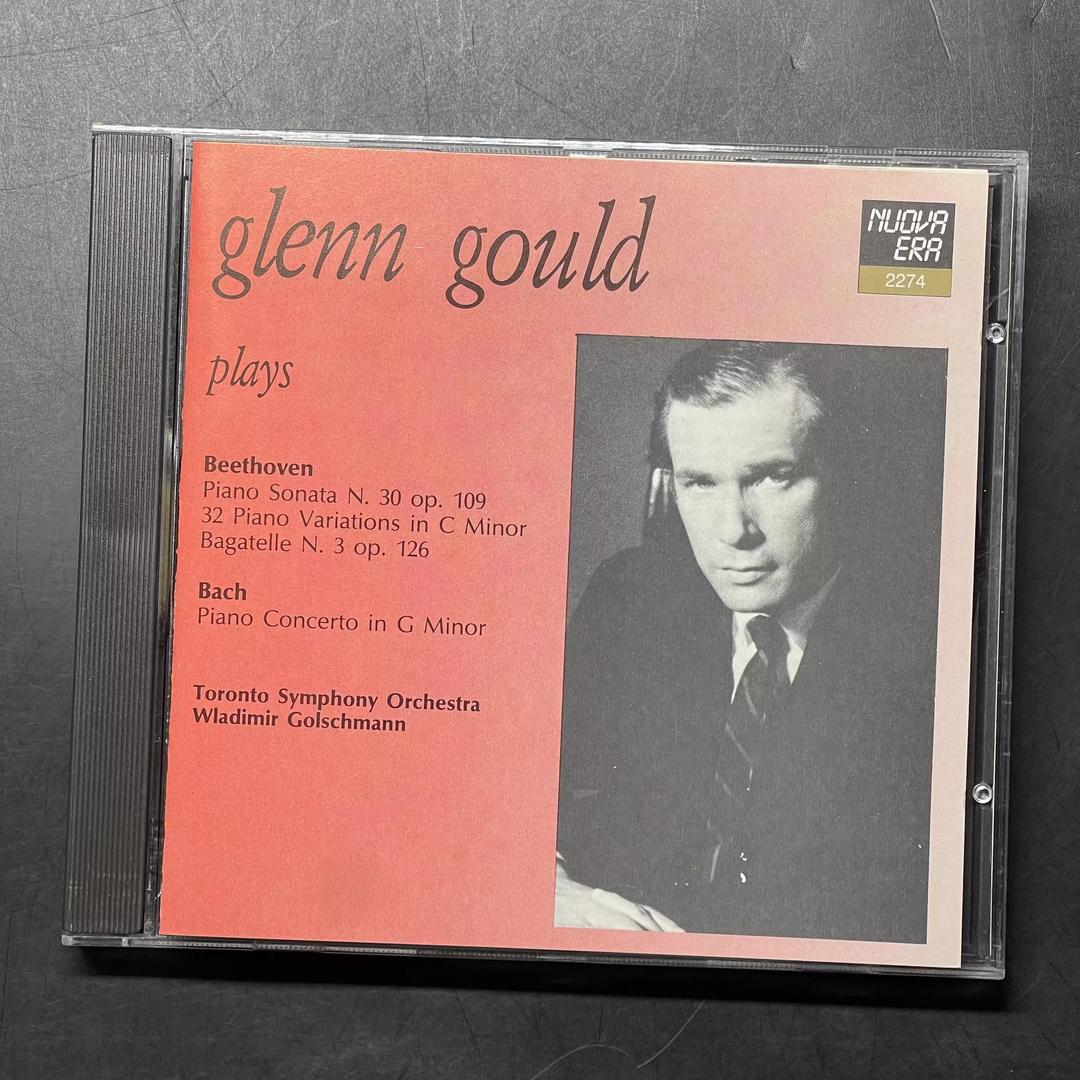 glenn gould
NUOVA
ERA
2274
plays
Beethoven
Piano Sonata N. 30 op. 109
32 Piano Variations in C Minor
Bagatelle N. 3 op. 126
Bach
Piano Concerto in G Minor
Toronto Symphony Orchestra
Wladimir Golschmann